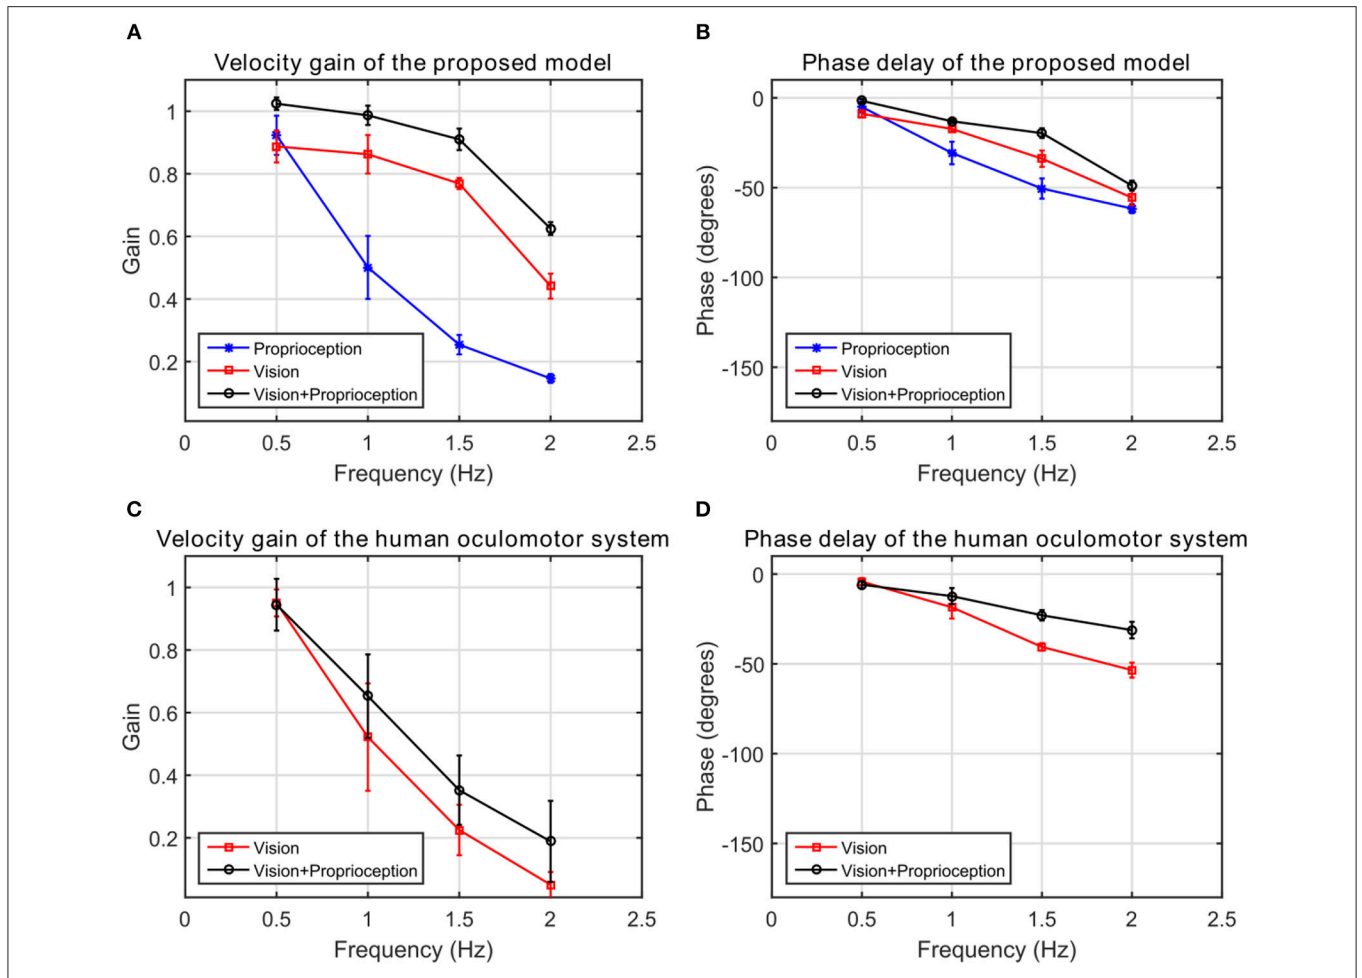 A
Velocity gain of the proposed model
Gain
1
0.8
0.6
0.4
0.2
Proprioception
Vision
Vision+Proprioception
0 0.5 1 1.5 2 2.5
Frequency (Hz)
B
Phase delay of the proposed model
Phase (degrees)
0
-50
-100
-150
Proprioception
Vision
Vision+Proprioception
0 0.5 1 1.5 2 2.5
Frequency (Hz)
C
Velocity gain of the human oculomotor system
Gain
1
0.8
0.6
0.4
0.2
Vision
Vision+Proprioception
0 0.5 1 1.5 2 2.5
Frequency (Hz)
D
Phase delay of the human oculomotor system
Phase (degrees)
0
-50
-100
-150
Vision
Vision+Proprioception
0 0.5 1 1.5 2 2.5
Frequency (Hz)